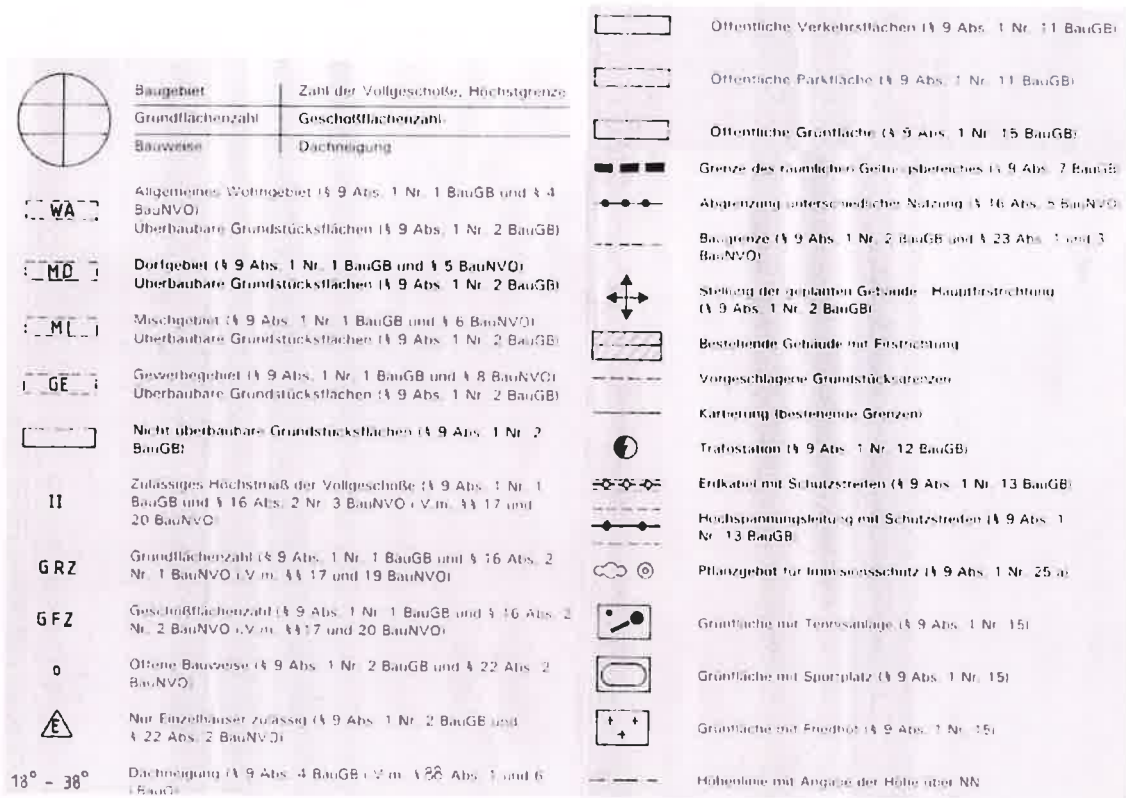 Baugebiet Zahl der Vollgeschoße, Höchstgrenze
Grundflächenzahl Geschoßflächenzahl
Bauweise Dachneigung
WA Allgemeines Wohngebiet (§ 9 Abs. 1 Nr. 1 BauGB und § 4
BauNVO)
Überbaubare Grundstücksflächen (§ 9 Abs. 1 Nr. 2 BauGB)
MD Dorfgebiet (§ 9 Abs. 1 Nr. 1 BauGB und § 5 BauNVO)
Überbaubare Grundstücksflächen (§ 9 Abs. 1 Nr. 2 BauGB)
MI Mischgebiet (§ 9 Abs. 1 Nr. 1 BauGB und § 6 BauNVO)
Überbaubare Grundstücksflächen (§ 9 Abs. 1 Nr. 2 BauGB)
GE Gewerbegebiet (§ 9 Abs. 1 Nr. 1 BauGB und § 8 BauNVO)
Überbaubare Grundstücksflächen (§ 9 Abs. 1 Nr. 2 BauGB)
Nicht überbaubare Grundstücksflächen (§ 9 Abs. 1 Nr. 2
BauGB)
II Zulässiges Höchstmaß der Vollgeschoße (§ 9 Abs. 1 Nr. 1
BauGB und § 16 Abs. 2 Nr. 3 BauNVO i.V.m. §§ 17 und
20 BauNVO)
GRZ Grundflächenzahl (§ 9 Abs. 1 Nr. 1 BauGB und § 16 Abs. 2
Nr. 1 BauNVO i.V.m. §§ 17 und 19 BauNVO)
GFZ Geschoßflächenzahl (§ 9 Abs. 1 Nr. 1 BauGB und § 16 Abs. 2
Nr. 2 BauNVO i.V.m. §§ 17 und 20 BauNVO)
o Offene Bauweise (§ 9 Abs. 1 Nr. 2 BauGB und § 22 Abs. 2
BauNVO)
E Nur Einzelhäuser zulässig (§ 9 Abs. 1 Nr. 2 BauGB und
§ 22 Abs. 2 BauNVO)
18° - 38° Dachneigung (§ 9 Abs. 4 BauGB i.V.m. § 88 Abs. 1 und 6
Öffentliche Verkehrsflächen (§ 9 Abs. 1 Nr. 11 BauGB)
Öffentliche Parkfläche (§ 9 Abs. 1 Nr. 11 BauGB)
Öffentliche Grünfläche (§ 9 Abs. 1 Nr. 15 BauGB)
Grenze des räumlichen Geltungsbereiches (§ 9 Abs. 7 BauGB
Abgrenzung unterschiedlicher Nutzung (§ 16 Abs. 5 BauNVO)
Baugrenze (§ 9 Abs. 1 Nr. 2 BauGB und § 23 Abs. 1 und 3
BauNVO)
Stellung der geplanten Gebäude Hauptfirstrichtung
(§ 9 Abs. 1 Nr. 2 BauGB)
Bestehende Gebäude mit Firstrichtung
Vorgeschlagene Grundstücksgrenzen
Kartierung (bestehende Grenzen)
Trafostation (§ 9 Abs. 1 Nr. 12 BauGB)
Erdkabel mit Schutzstreifen (§ 9 Abs. 1 Nr. 13 BauGB)
Hochspannungsleitung mit Schutzstreifen (§ 9 Abs. 1
Nr. 13 BauGB)
Pflanzgebot für Immissionsschutz (§ 9 Abs. 1 Nr. 25 a)
Grünfläche mit Tennisanlage (§ 9 Abs. 1 Nr. 15)
Grünfläche mit Sportplatz (§ 9 Abs. 1 Nr. 15)
Grünfläche mit Friedhof (§ 9 Abs. 1 Nr. 15)
Höhenlinie mit Angabe der Höhe über NN